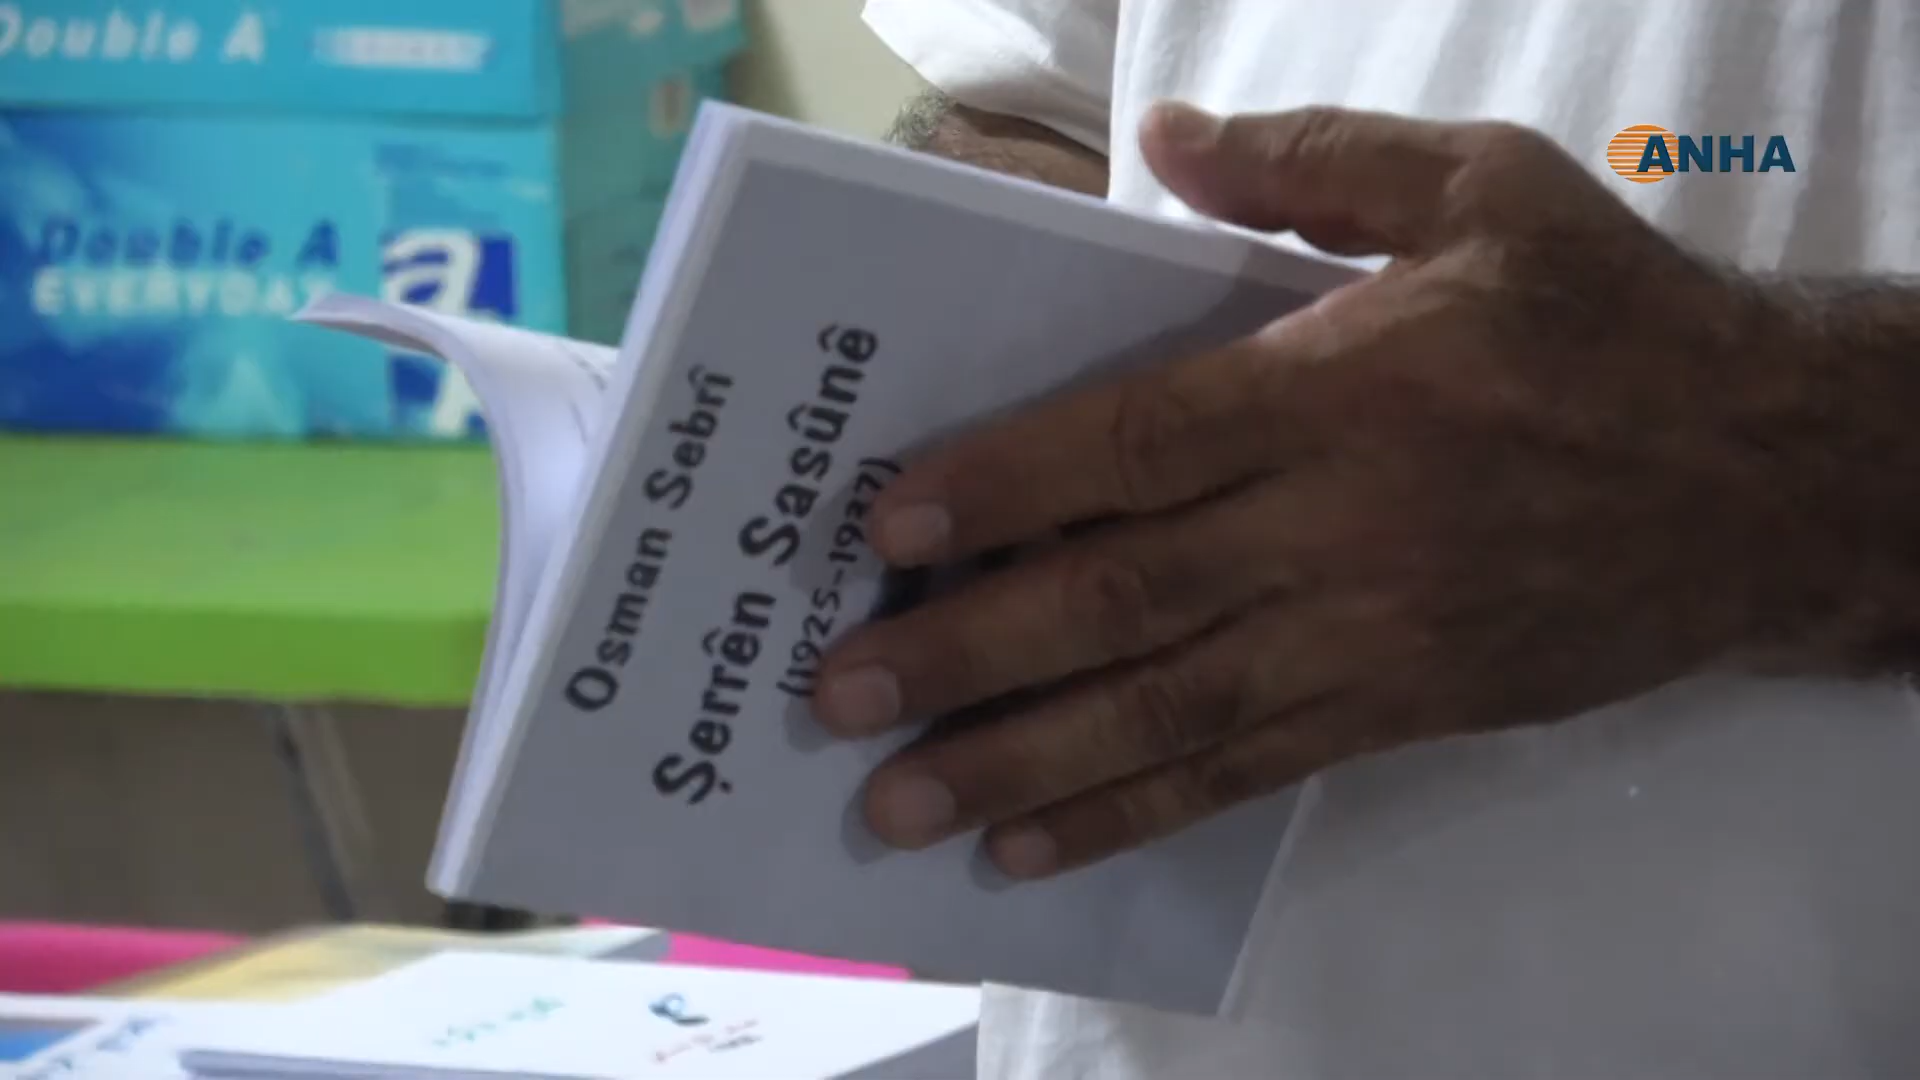 Double A
Double A
EVERYDAY
a
ANHA
Osman Sebrî
Şerrên Sasûnê
(1925-1937)